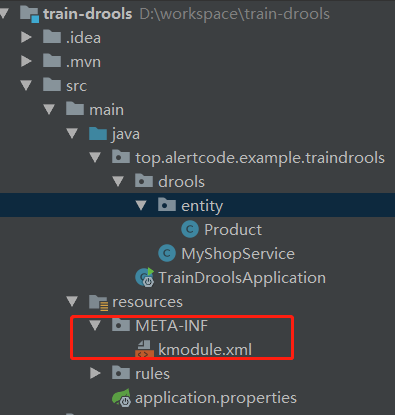 train-drools D:\workspace\train-drools
.idea
.mvn
src
main
java
top.alertcode.example.traindrools
drools
entity
Product
MyShopService
TrainDroolsApplication
resources
META-INF
kmodule.xml
rules
application.properties